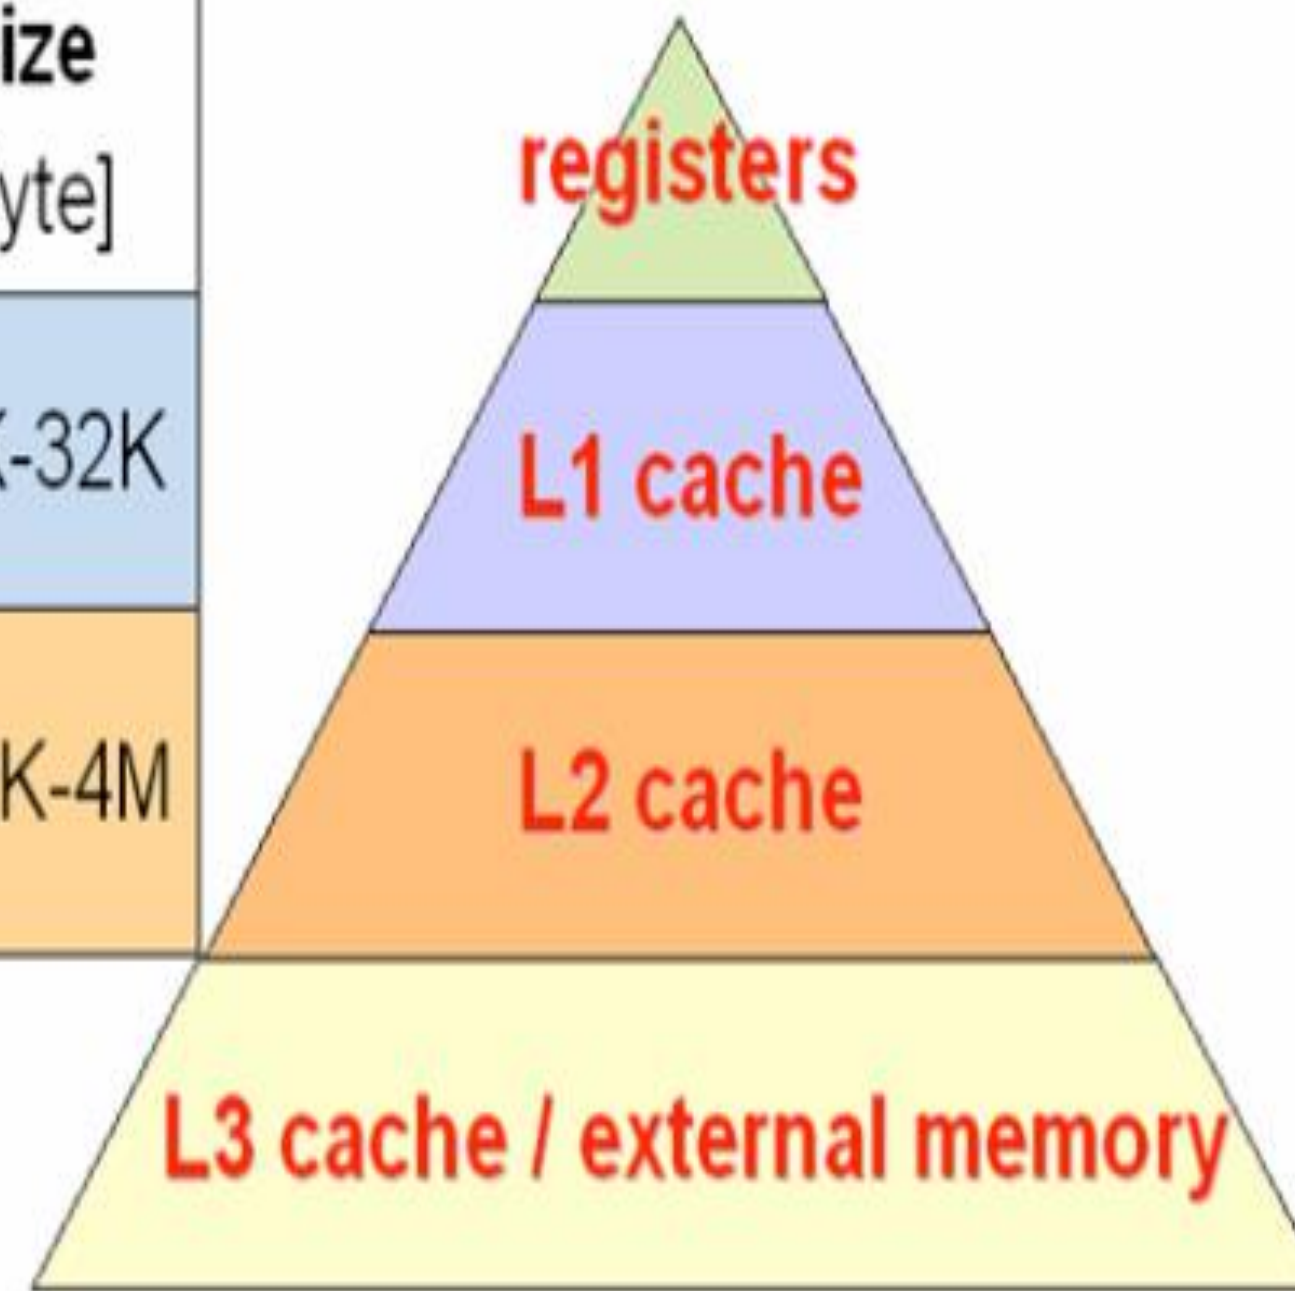 ize
yte]
K-32K
K-4M
registers
L1 cache
L2 cache
L3 cache / external memory